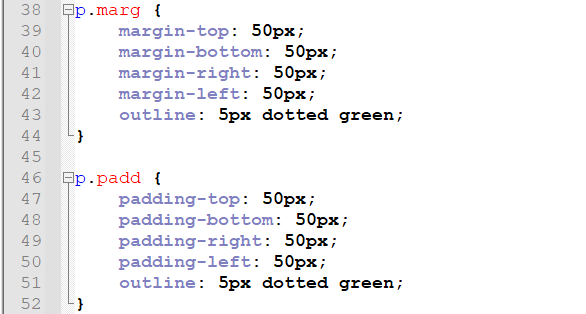 38 p.marg {
39 margin-top: 50px;
40 margin-bottom: 50px;
41 margin-right: 50px;
42 margin-left: 50px;
43 outline: 5px dotted green;
44 }
45
46 p.padd {
47 padding-top: 50px;
48 padding-bottom: 50px;
49 padding-right: 50px;
50 padding-left: 50px;
51 outline: 5px dotted green;
52 }